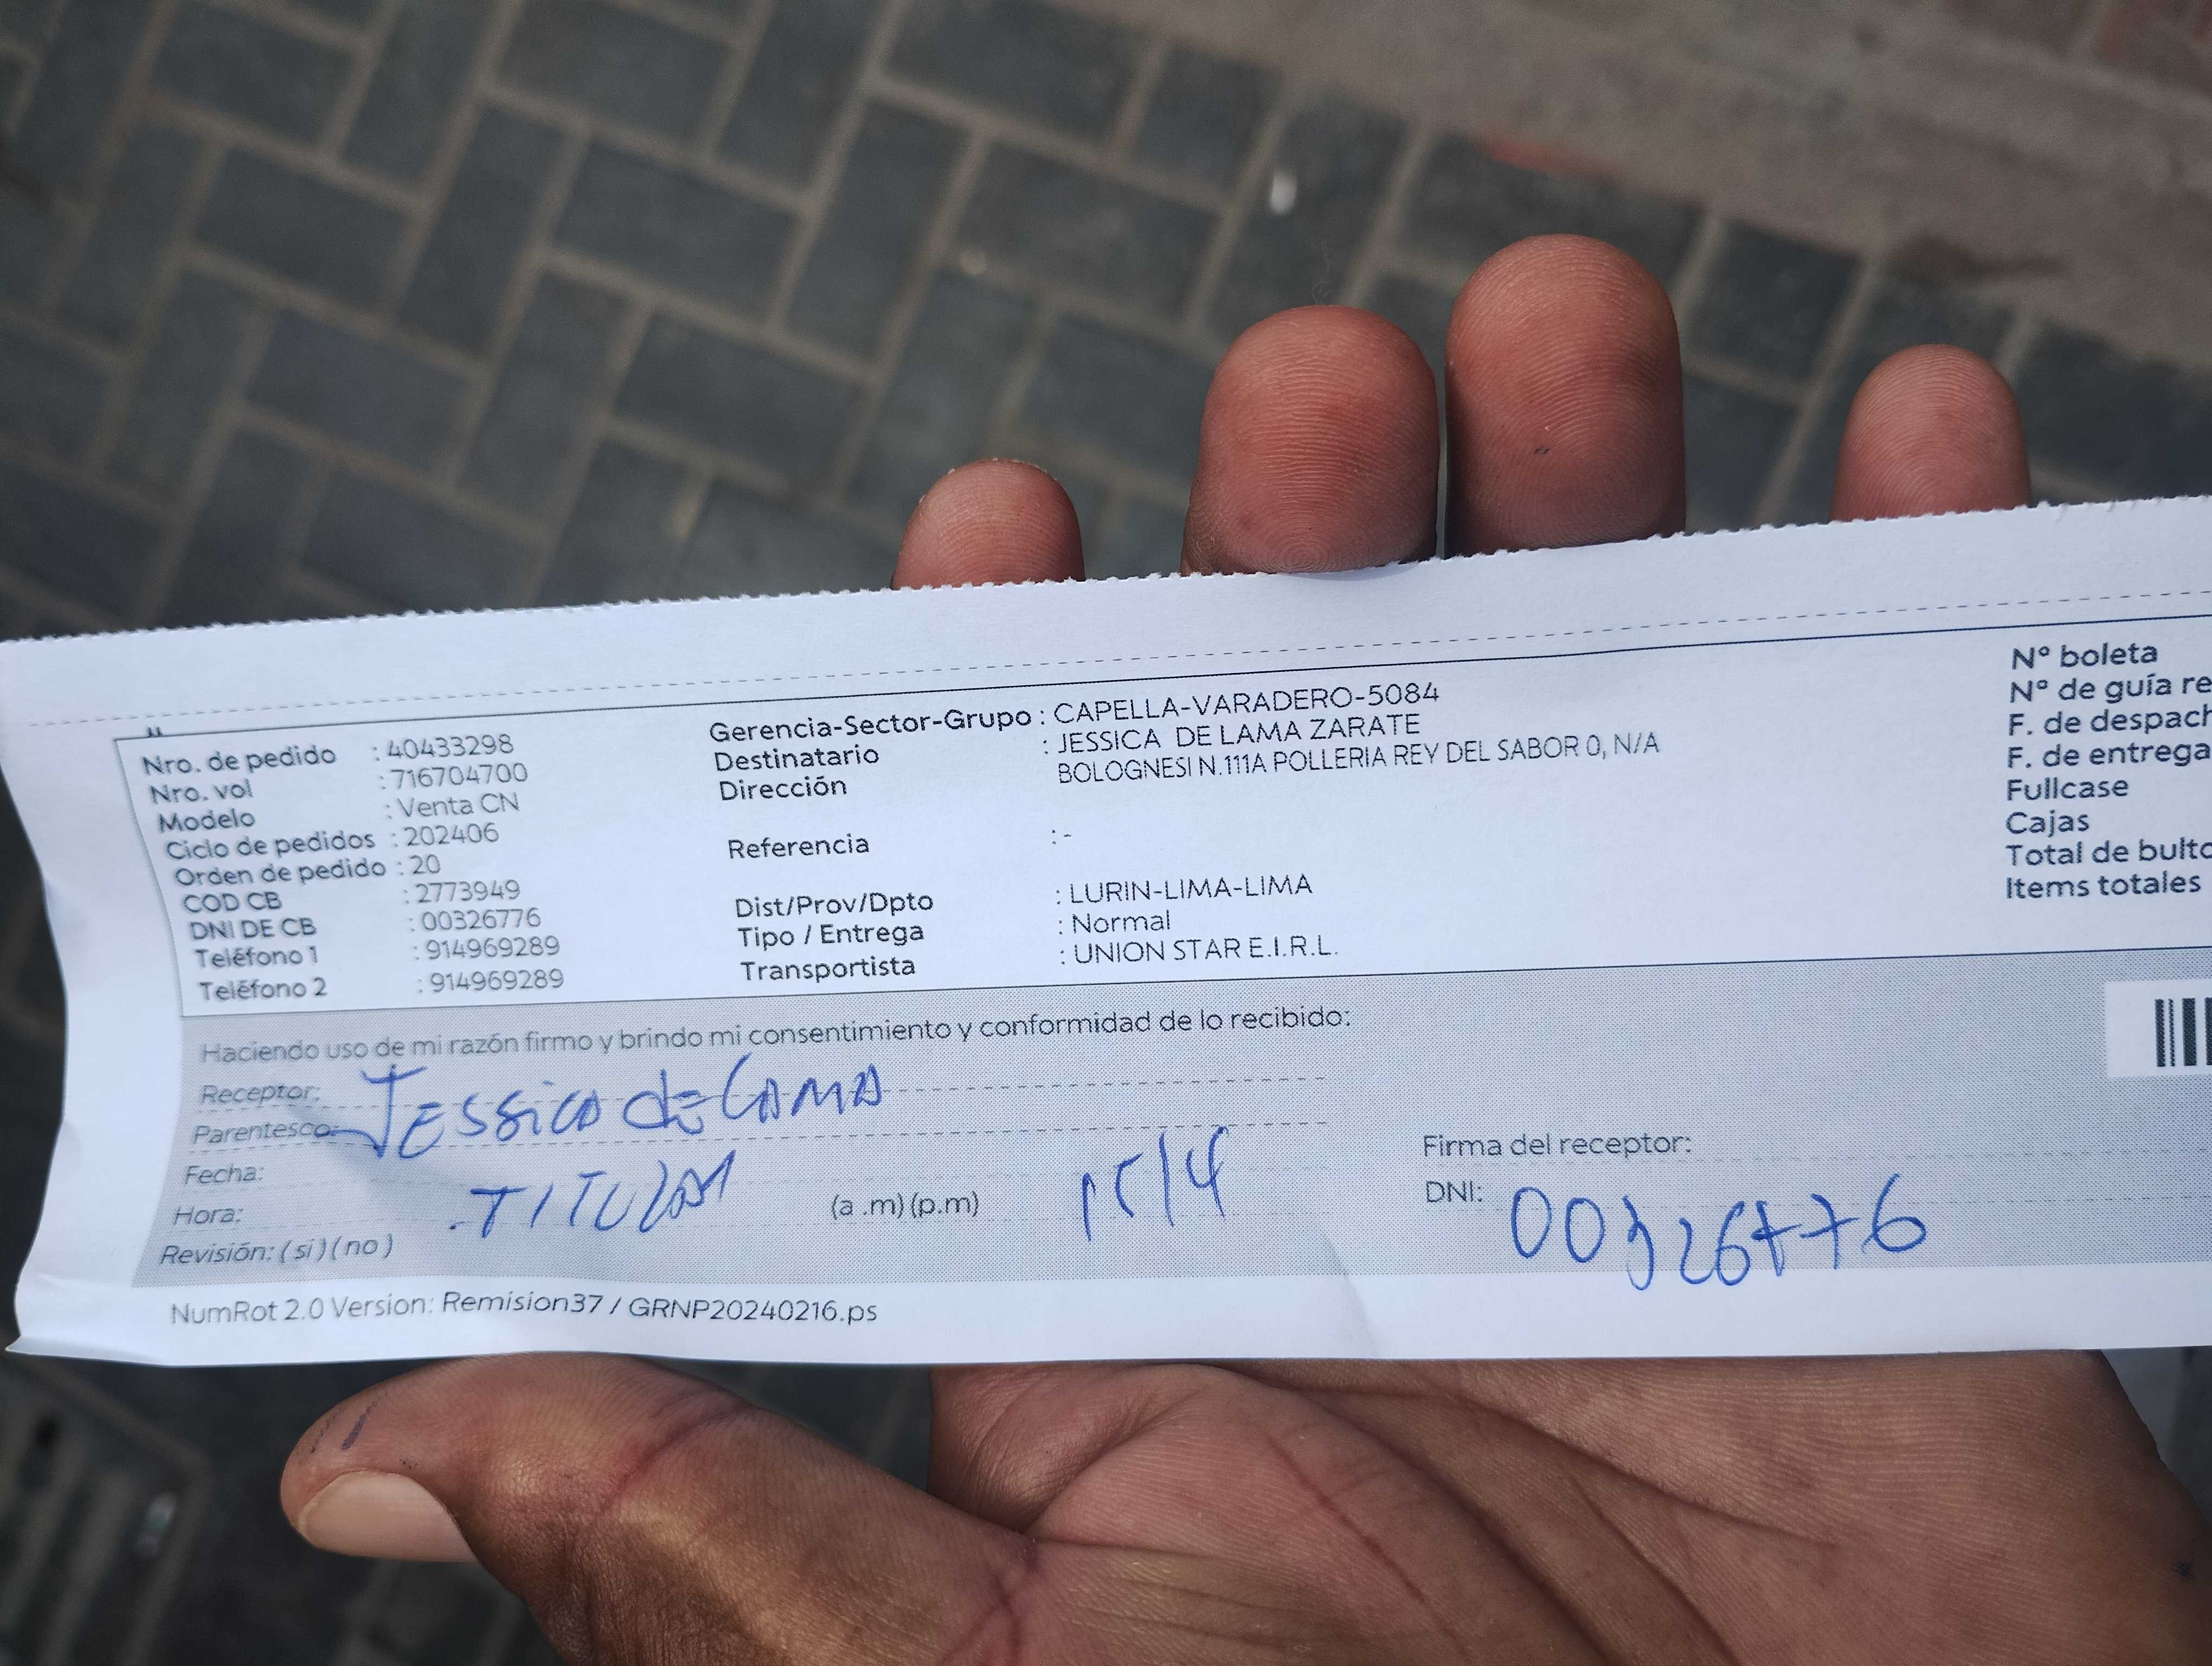 Nro. de pedido : 40433298
Nro. vol : 716704700
Modelo : Venta CN
Ciclo de pedidos : 202406
Orden de pedido : 20
COD CB : 2773949
DNI DE CB : 00326776
Teléfono 1 : 914969289
Teléfono 2 : 914969289
Gerencia-Sector-Grupo : CAPELLA-VARADERO-5084
Destinatario : JESSICA DE LAMA ZARATE
Dirección BOLOGNESI N.111A POLLERIA REY DEL SABOR 0, N/A
Referencia : -
Dist/Prov/Dpto : LURIN-LIMA-LIMA
Tipo / Entrega : Normal
Transportista : UNION STAR E.I.R.L.
N° boleta
N° de guía re
F. de despach
F. de entrega
Fullcase
Cajas
Total de bulto
Items totales
Haciendo uso de mi razón firmo y brindo mi consentimiento y conformidad de lo recibido:
Receptor: JESSICA de LAMA
Parentesco:
Fecha: TITULAR
Hora: (a .m) (p.m) 15/4
Revisión: ( si ) ( no )
Firma del receptor:
DNI: 00326776
NumRot 2.0 Version: Remision37 / GRNP20240216.ps